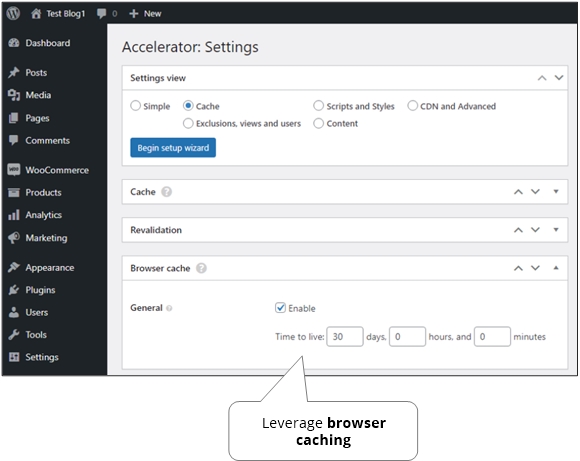 Test Blog1 0 New
Dashboard
Posts
Media
Pages
Comments
WooCommerce
Products
Analytics
Marketing
Appearance
Plugins
Users
Tools
Settings
Accelerator: Settings
Settings view
Simple Cache Scripts and Styles CDN and Advanced
Exclusions, views and users Content
Begin setup wizard
Cache ?
Revalidation
Browser cache ?
General ? Enable
Time to live: 30 days, 0 hours, and 0 minutes
Leverage browser
caching